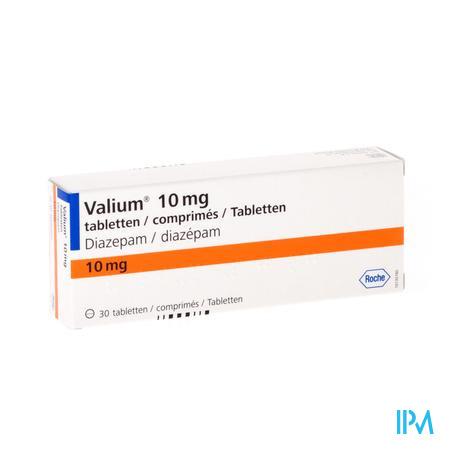 Valium® 10 mg
tabletten / comprimés / Tabletten
Diazepam / diazépam
10 mg
30 tabletten / comprimés / Tabletten
Roche
Valium® 10 mg
IPM